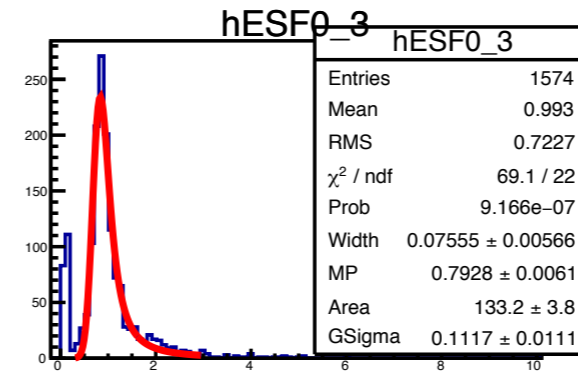 hESF0_3
hESF0_3
Entries 1574
Mean 0.993
RMS 0.7227
χ² / ndf 69.1 / 22
Prob 9.166e−07
Width 0.07555 ± 0.00566
MP 0.7928 ± 0.0061
Area 133.2 ± 3.8
GSigma 0.1117 ± 0.0111
250
200
150
100
50
0
0 2 4 6 8 10